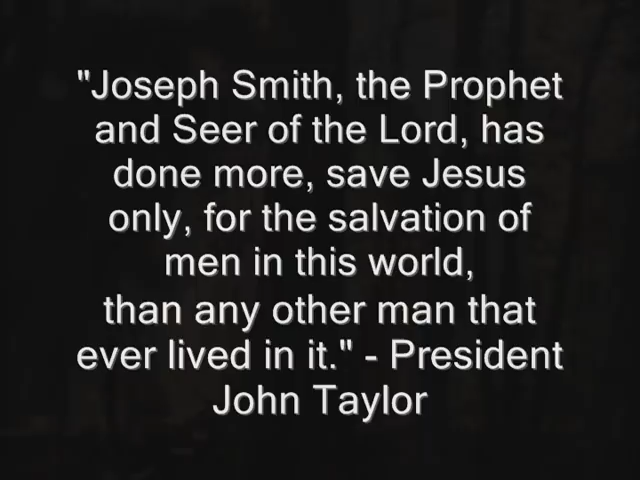 "Joseph Smith, the Prophet
and Seer of the Lord, has
done more, save Jesus
only, for the salvation of
men in this world,
than any other man that
ever lived in it." - President
John Taylor